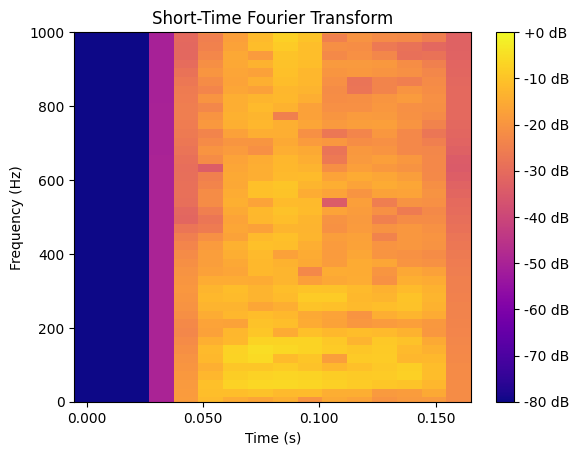 Short-Time Fourier Transform
Frequency (Hz)
1000
800
600
400
200
0
0.000
0.050
0.100
0.150
Time (s)
+0 dB
-10 dB
-20 dB
-30 dB
-40 dB
-50 dB
-60 dB
-70 dB
-80 dB